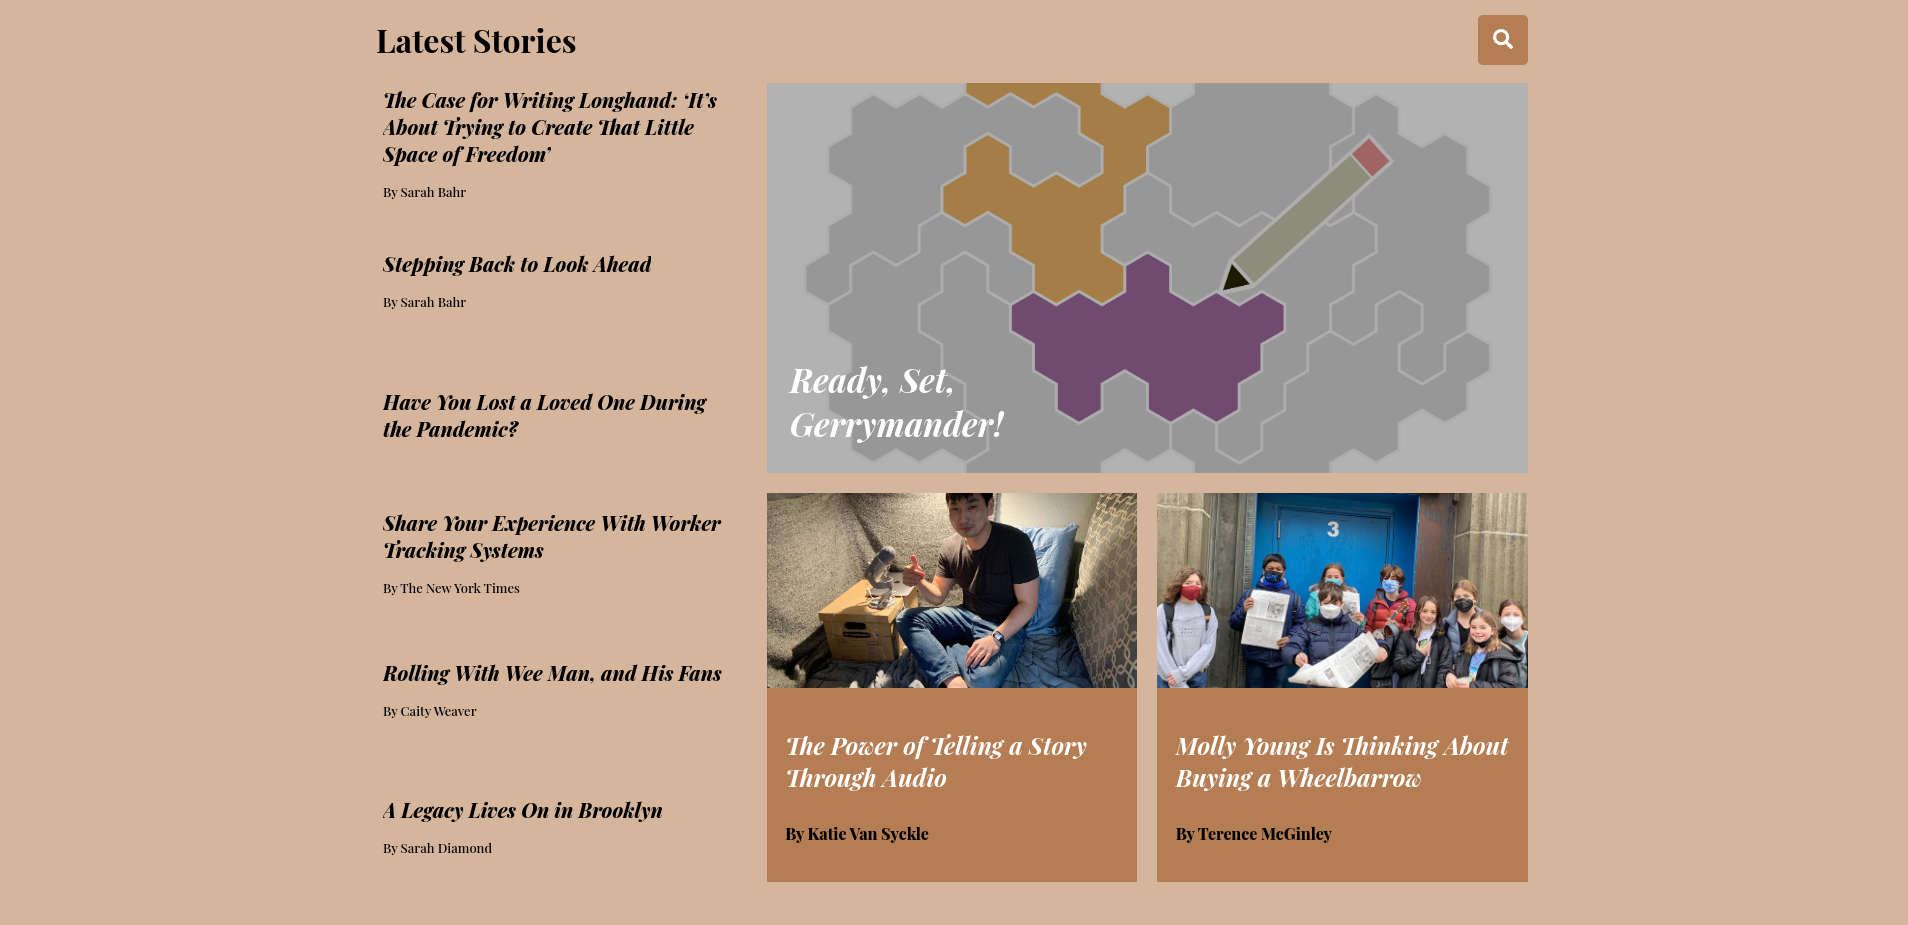 Latest Stories
The Case for Writing Longhand: ‘It’s
About Trying to Create That Little
Space of Freedom’
By Sarah Bahr
Stepping Back to Look Ahead
By Sarah Bahr
Have You Lost a Loved One During
the Pandemic?
Share Your Experience With Worker
Tracking Systems
By The New York Times
Rolling With Wee Man, and His Fans
By Caity Weaver
A Legacy Lives On in Brooklyn
By Sarah Diamond
Ready, Set,
Gerrymander!
3
The Power of Telling a Story
Through Audio
By Katie Van Syckle
Molly Young Is Thinking About
Buying a Wheelbarrow
By Terence McGinley